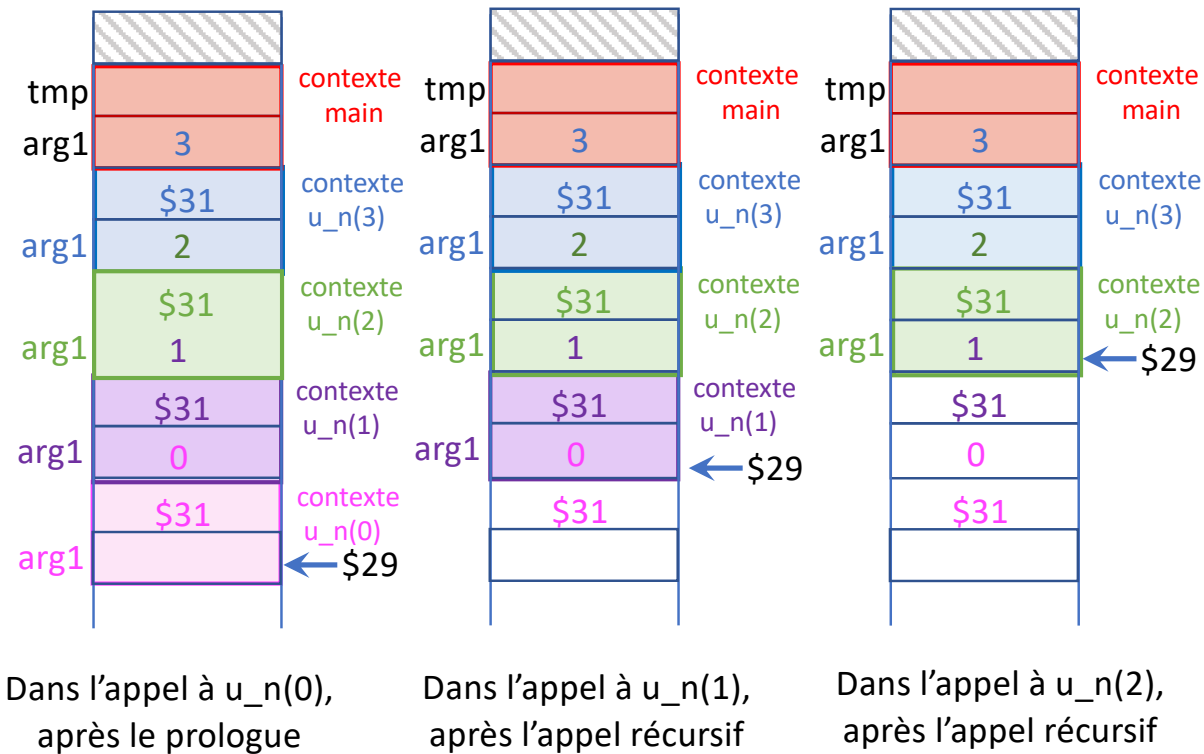 tmp
contexte
main
arg1
3
$31
contexte
u_n(3)
arg1
2
$31
contexte
u_n(2)
arg1
1
$31
contexte
u_n(1)
arg1
0
$31
contexte
u_n(0)
arg1
$29
Dans l’appel à u_n(0),
après le prologue
tmp
contexte
main
arg1
3
$31
contexte
u_n(3)
arg1
2
$31
contexte
u_n(2)
arg1
1
$31
contexte
u_n(1)
arg1
0
$29
$31
Dans l’appel à u_n(1),
après l’appel récursif
tmp
contexte
main
arg1
3
$31
contexte
u_n(3)
arg1
2
$31
contexte
u_n(2)
arg1
1
$29
$31
0
$31
Dans l’appel à u_n(2),
après l’appel récursif